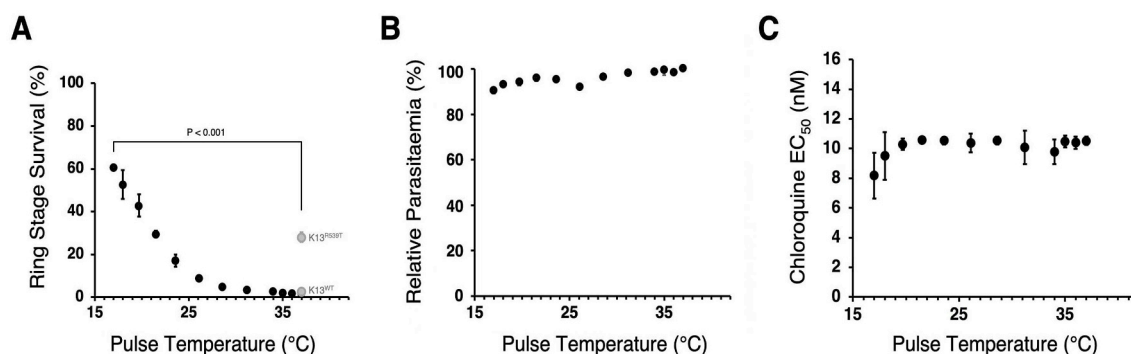 A
Ring Stage Survival (%)
100
80
60
40
20
0
P < 0.001
K13R539T
K13WT
15
25
35
Pulse Temperature (°C)
B
Relative Parasitaemia (%)
100
80
60
40
20
0
15
25
35
Pulse Temperature (°C)
C
Chloroquine EC50 (nM)
16
14
12
10
8
6
4
2
0
15
25
35
Pulse Temperature (°C)